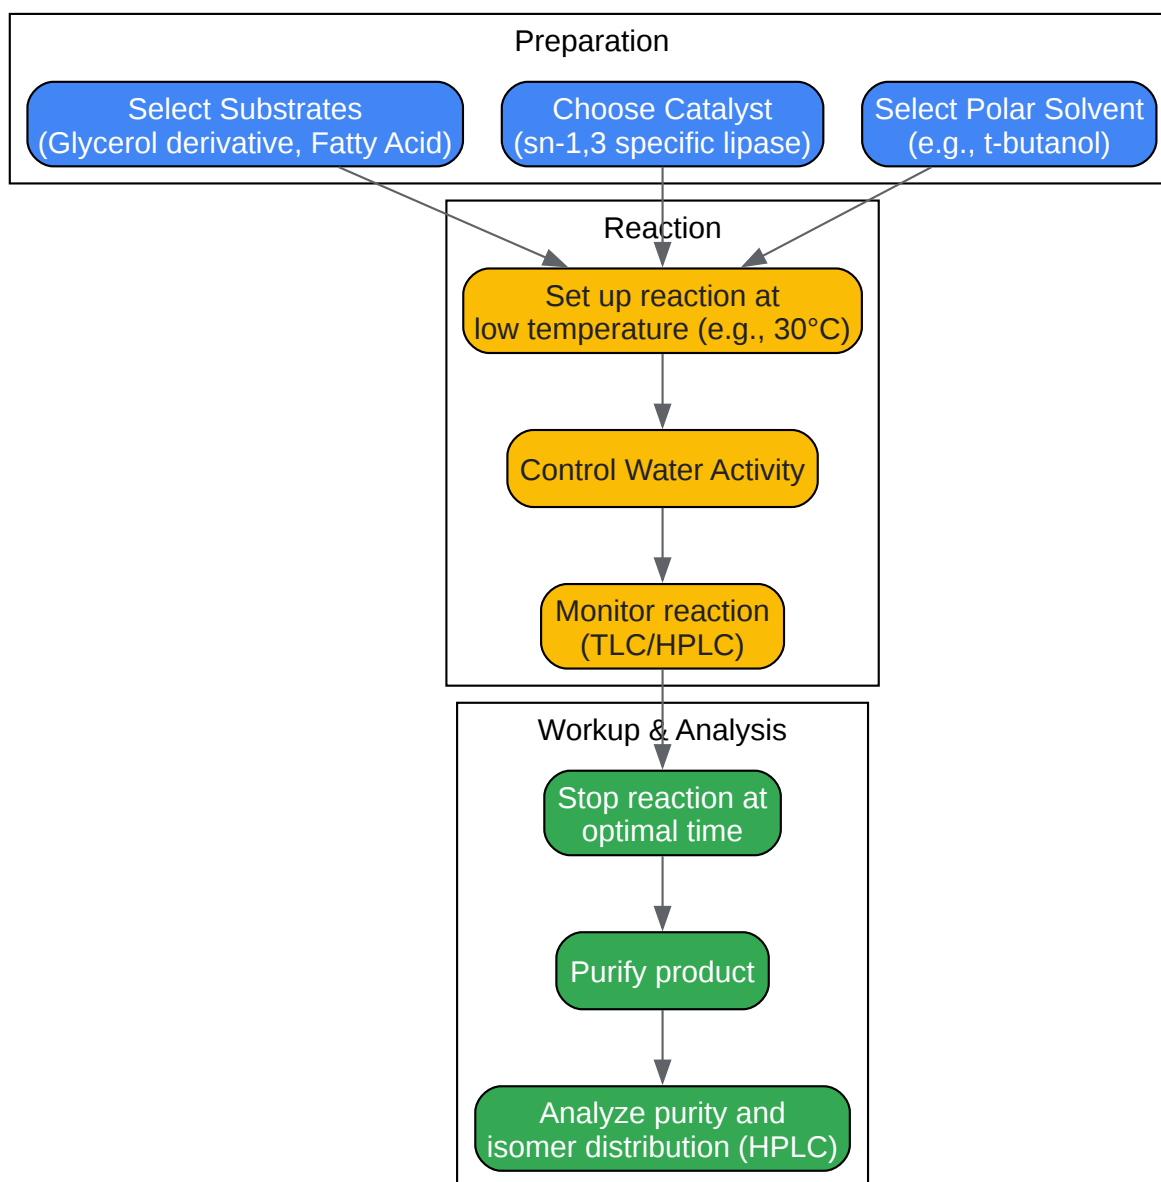 Preparation
Select Substrates
(Glycerol derivative, Fatty Acid)
Choose Catalyst
(sn-1,3 specific lipase)
Select Polar Solvent
(e.g., t-butanol)
Reaction
Set up reaction at
low temperature (e.g., 30°C)
Control Water Activity
Monitor reaction
(TLC/HPLC)
Workup & Analysis
Stop reaction at
optimal time
Purify product
Analyze purity and
isomer distribution (HPLC)